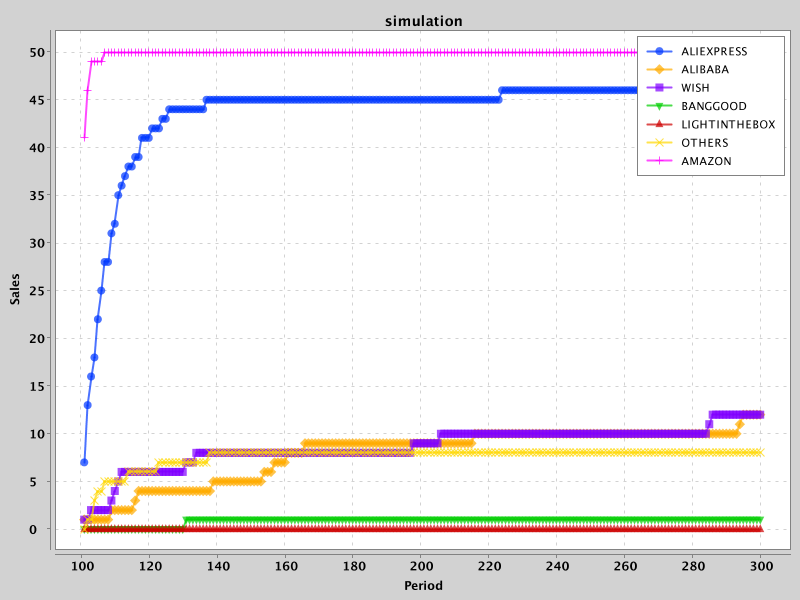 simulation
Sales
50
45
40
35
30
25
20
15
10
5
0
ALIEXPRESS
ALIBABA
WISH
BANGGOOD
LIGHTINTHEBOX
OTHERS
AMAZON
100 120 140 160 180 200 220 240 260 280 300
Period